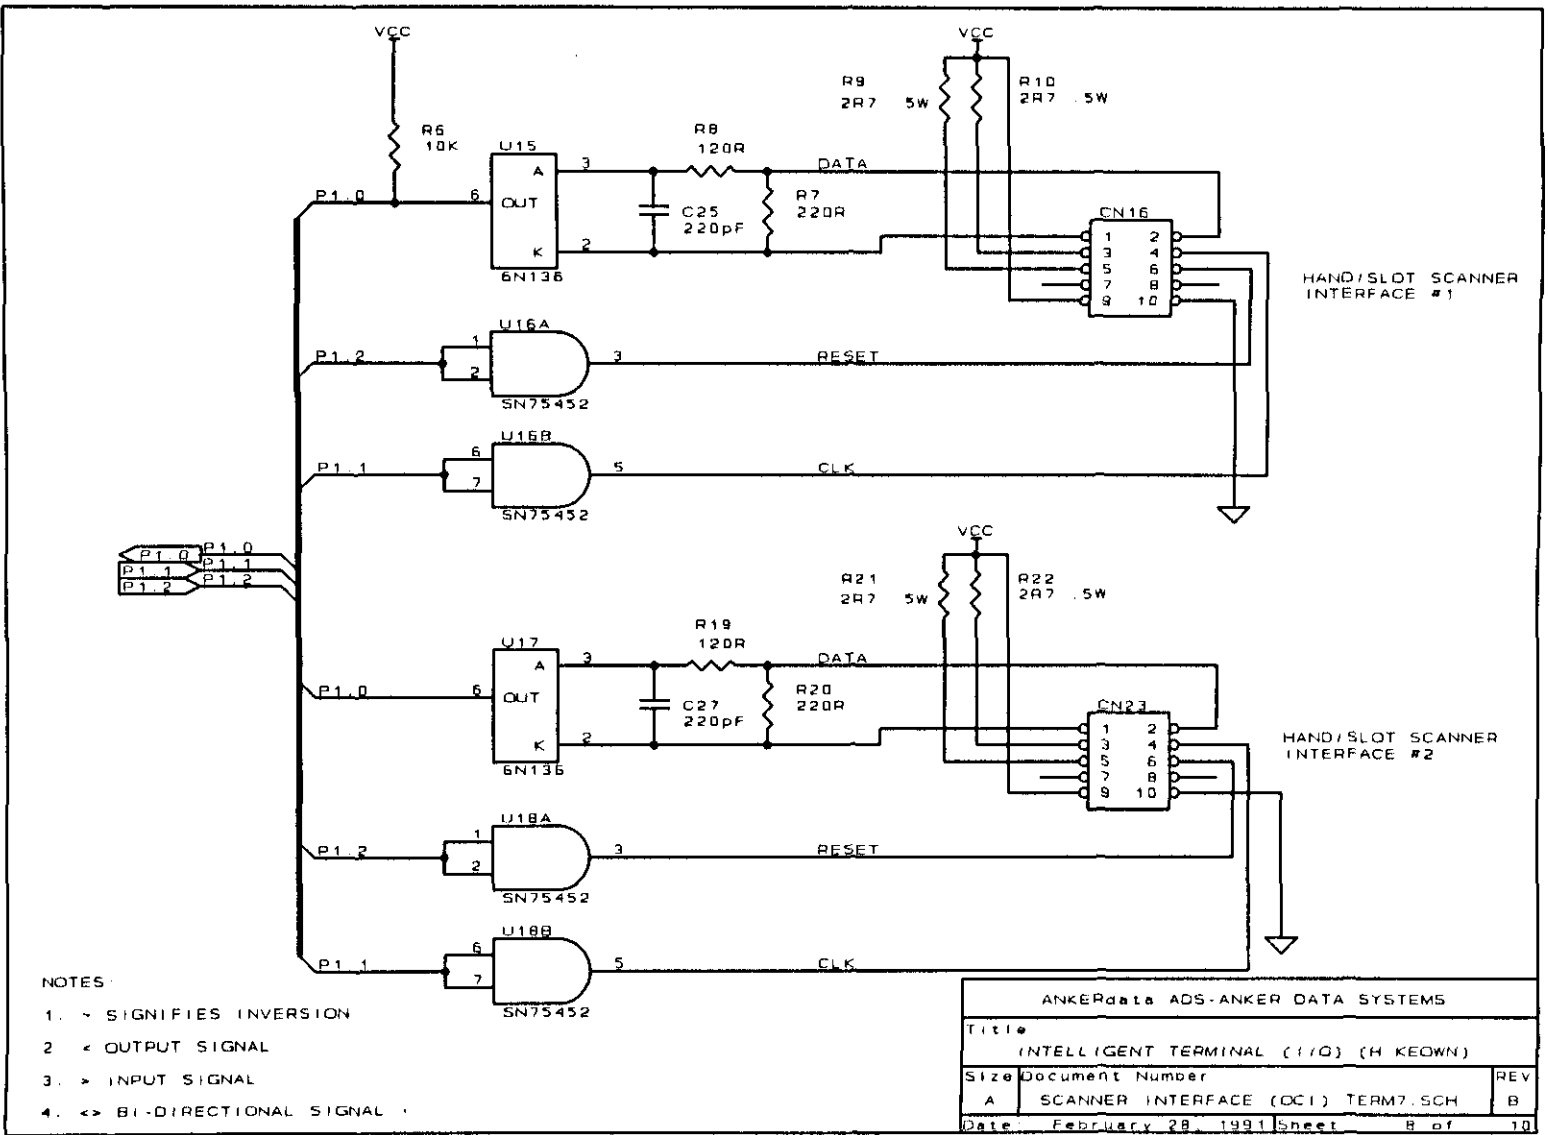 VCC
R6
10K
P1.0
6
U15
A
OUT
K
6N136
3
2
R8
120R
C25
220pF
R7
220R
DATA
VCC
R9
2R7 .5W
R10
2R7 .5W
CN16
1 2
3 4
5 6
7 8
9 10
HAND/SLOT SCANNER
INTERFACE #1
P1.2
1
2
U16A
SN75452
3
RESET
P1.1
6
7
U16B
SN75452
5
CLK
P1.0 P1.0
P1.1 P1.1
P1.2 P1.2
VCC
R21
2R7 .5W
R22
2R7 .5W
P1.0
6
U17
A
OUT
K
6N136
3
2
R19
120R
C27
220pF
R20
220R
DATA
CN23
1 2
3 4
5 6
7 8
9 10
HAND/SLOT SCANNER
INTERFACE #2
P1.2
1
2
U18A
SN75452
3
RESET
P1.1
6
7
U18B
SN75452
5
CLK
NOTES:
1. ~ SIGNIFIES INVERSION
2 < OUTPUT SIGNAL
3. > INPUT SIGNAL
4. <> BI-DIRECTIONAL SIGNAL
ANKERdata ADS-ANKER DATA SYSTEMS
Title
INTELLIGENT TERMINAL (I/O) (H KEOWN)
Size Document Number REV
A SCANNER INTERFACE (OCI) TERM7.SCH B
Date: February 28, 1991 Sheet 8 of 10